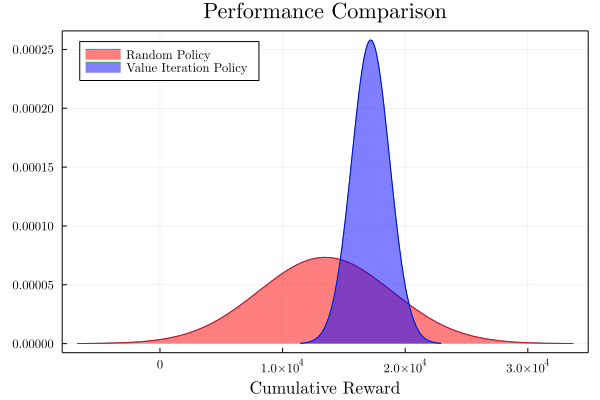 Performance Comparison
Random Policy
Value Iteration Policy
0.00025
0.00020
0.00015
0.00010
0.00005
0.00000
0 1.0×10⁴ 2.0×10⁴ 3.0×10⁴
Cumulative Reward